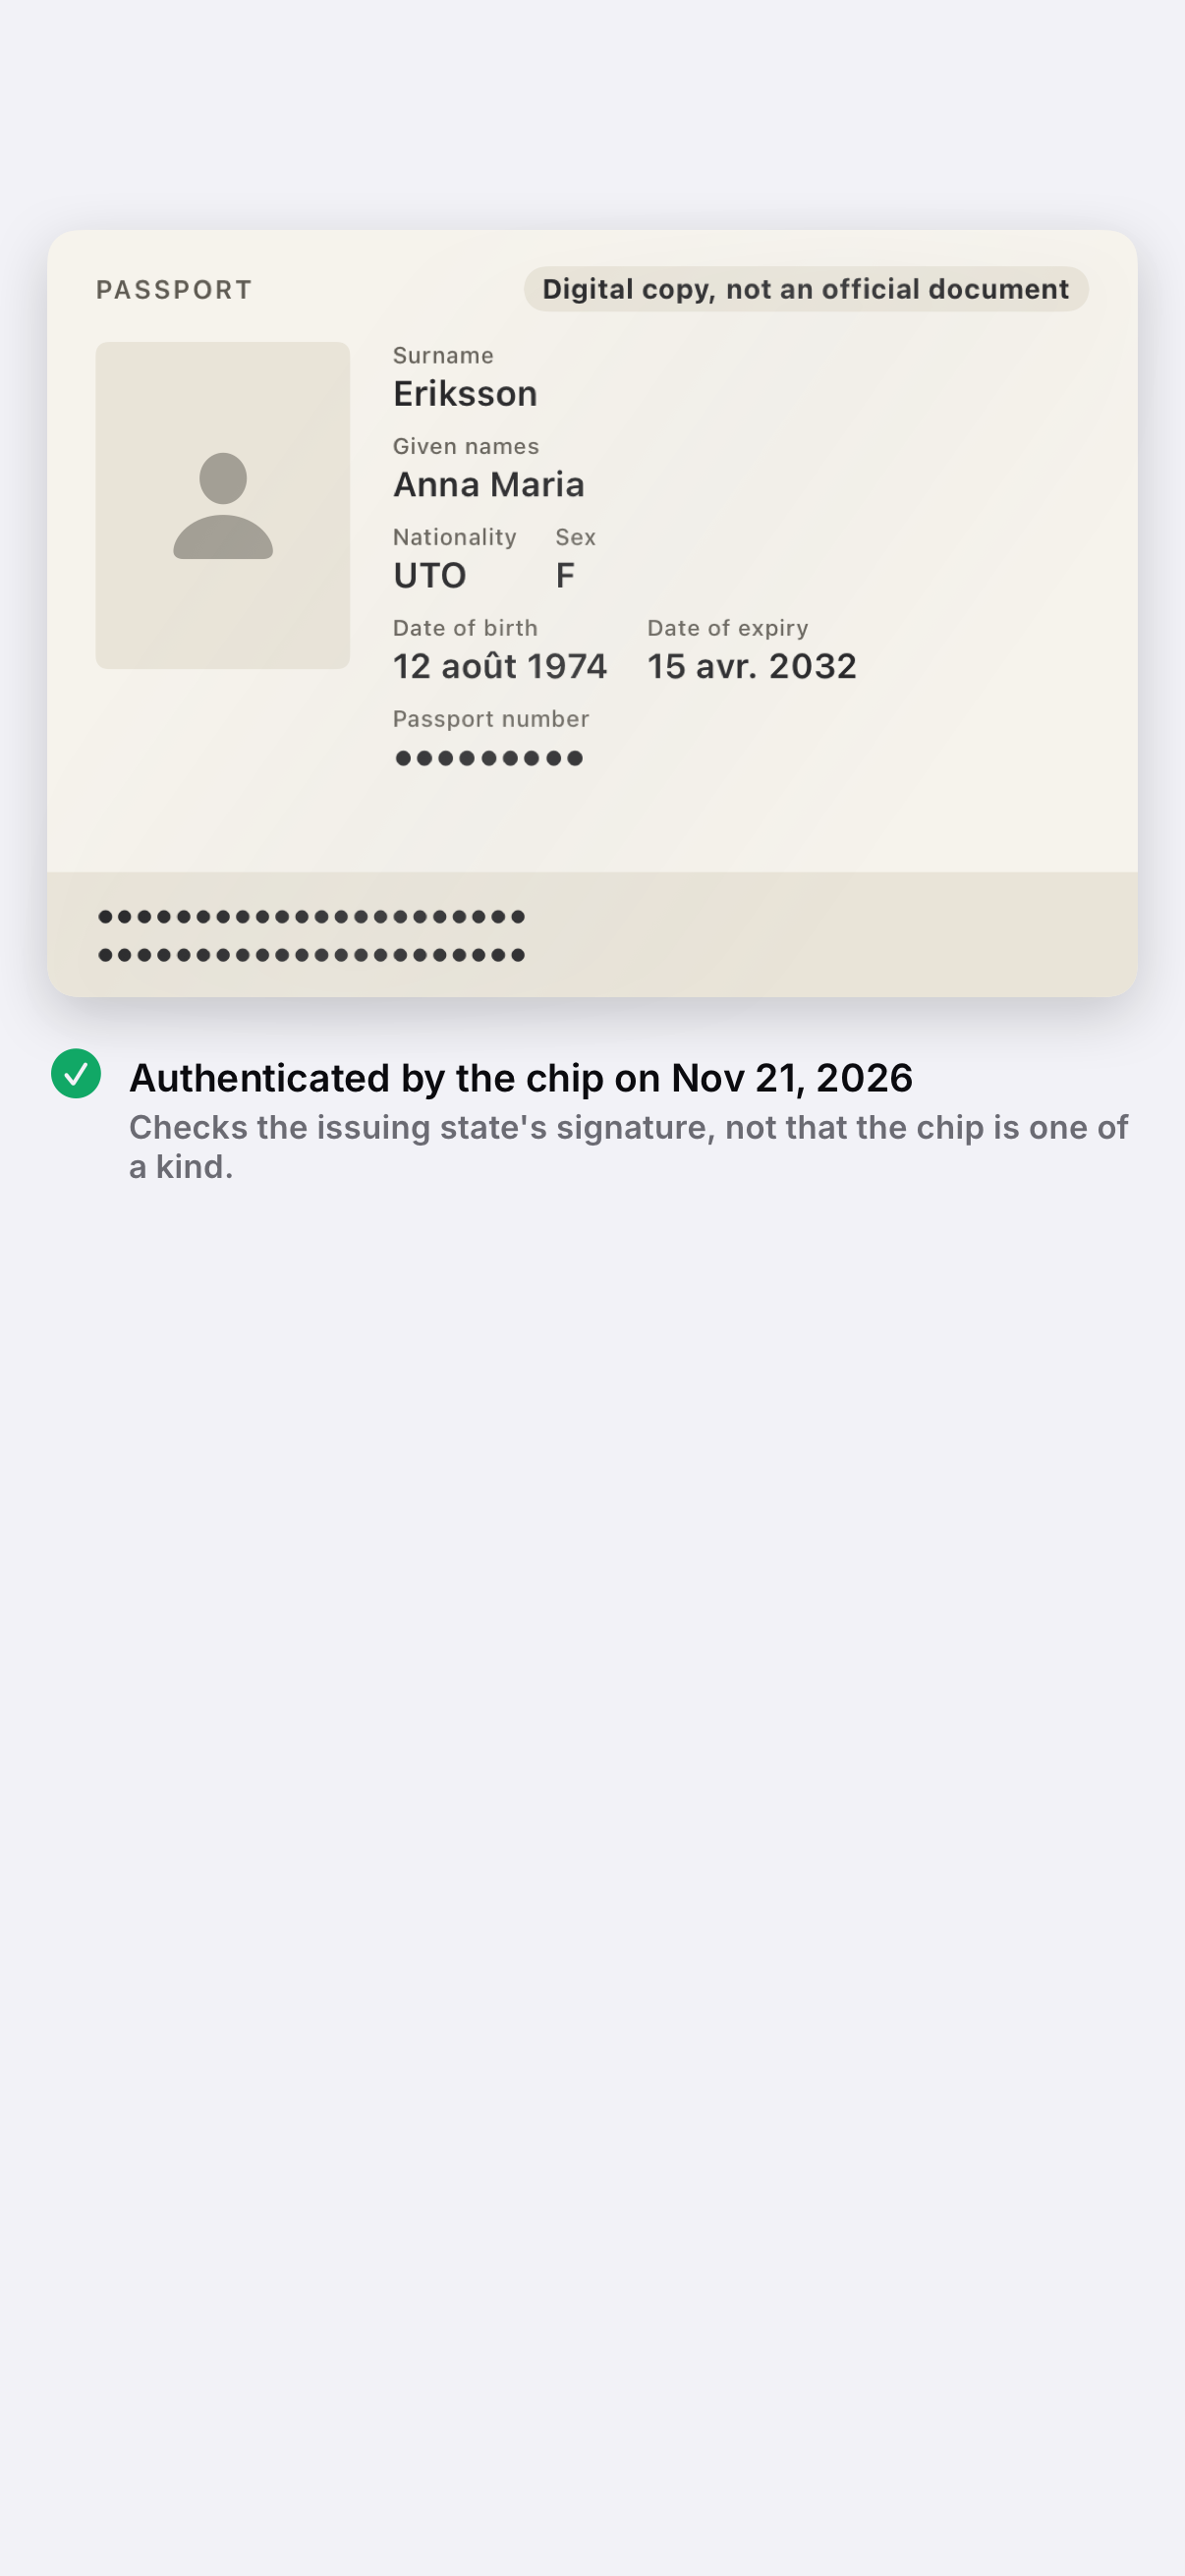 PASSPORT
Digital copy, not an official document
Surname
Eriksson
Given names
Anna Maria
Nationality Sex
UTO F
Date of birth Date of expiry
12 août 1974 15 avr. 2032
Passport number
●●●●●●●●●
●●●●●●●●●●●●●●●●●●●●●●
●●●●●●●●●●●●●●●●●●●●●●
Authenticated by the chip on Nov 21, 2026
Checks the issuing state's signature, not that the chip is one of
a kind.